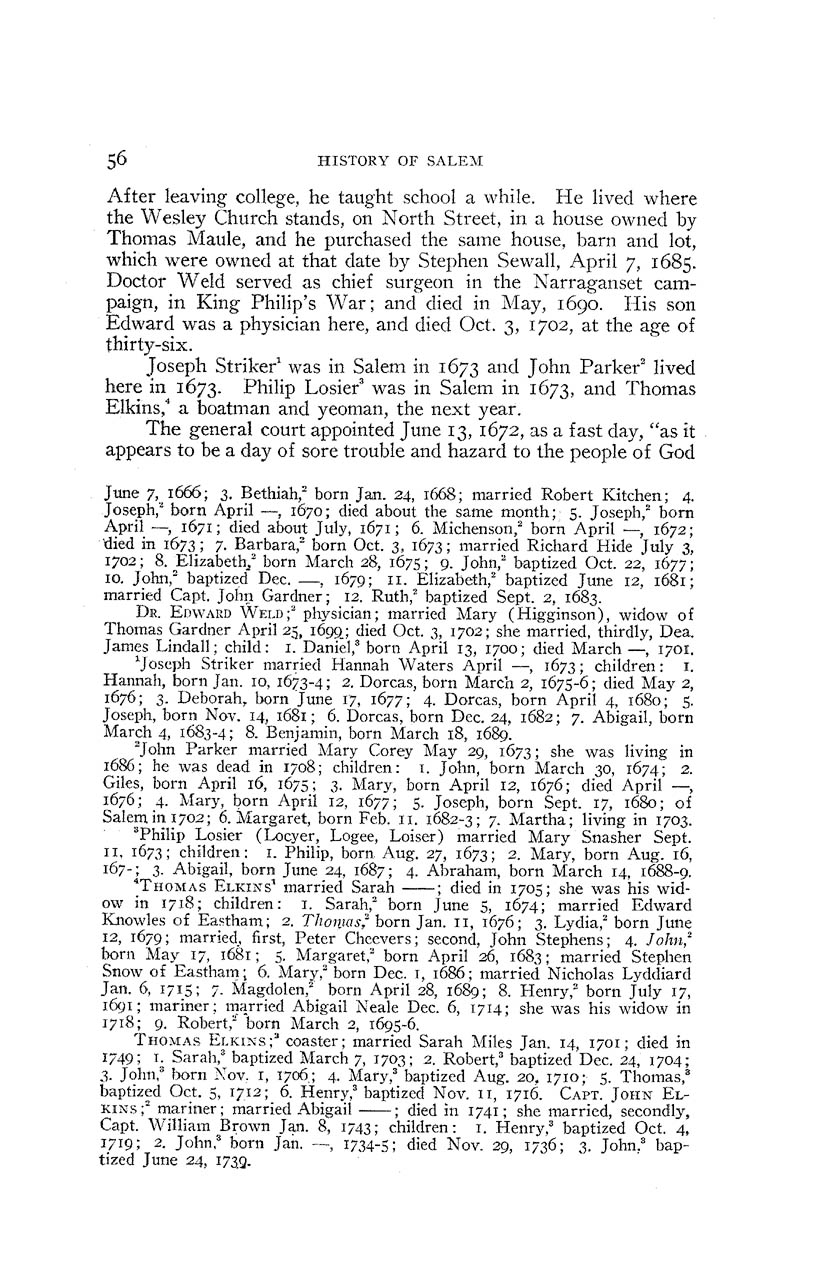 56 HISTORY OF SALEM
After leaving college, he taught school a while. He lived where
the Wesley Church stands, on North Street, in a house owned by
Thomas Maule, and he purchased the same house, barn and lot,
which were owned at that date by Stephen Sewall, April 7, 1685.
Doctor Weld served as chief surgeon in the Narraganset cam-
paign, in King Philip's War; and died in May, 1690. His son
Edward was a physician here, and died Oct. 3, 1702, at the age of
thirty-six.
Joseph Striker¹ was in Salem in 1673 and John Parker² lived
here in 1673. Philip Losier³ was in Salem in 1673, and Thomas
Elkins,⁴ a boatman and yeoman, the next year.
The general court appointed June 13, 1672, as a fast day, “as it
appears to be a day of sore trouble and hazard to the people of God
June 7, 1666; 3. Bethiah,² born Jan. 24, 1668; married Robert Kitchen; 4.
Joseph,² born April —, 1670; died about the same month; 5. Joseph,² born
April —, 1671; died about July, 1671; 6. Michenson,² born April —, 1672;
died in 1673; 7. Barbara,² born Oct. 3, 1673; married Richard Hide July 3,
1702; 8. Elizabeth,² born March 28, 1675; 9. John,² baptized Oct. 22, 1677;
10. John,² baptized Dec. —, 1679; 11. Elizabeth,² baptized June 12, 1681;
married Capt. John Gardner; 12. Ruth,² baptized Sept. 2, 1683.
DR. EDWARD WELD;² physician; married Mary (Higginson), widow of
Thomas Gardner April 25, 1699; died Oct. 3, 1702; she married, thirdly, Dea.
James Lindall; child: 1. Daniel,³ born April 13, 1700; died March —, 1701.
¹Joseph Striker married Hannah Waters April —, 1673; children: 1.
Hannah, born Jan. 10, 1673-4; 2. Dorcas, born March 2, 1675-6; died May 2,
1676; 3. Deborah, born June 17, 1677; 4. Dorcas, born April 4, 1680; 5.
Joseph, born Nov. 14, 1681; 6. Dorcas, born Dec. 24, 1682; 7. Abigail, born
March 4, 1683-4; 8. Benjamin, born March 18, 1689.
²John Parker married Mary Corey May 29, 1673; she was living in
1686; he was dead in 1708; children: 1. John, born March 30, 1674; 2.
Giles, born April 16, 1675; 3. Mary, born April 12, 1676; died April —,
1676; 4. Mary, born April 12, 1677; 5. Joseph, born Sept. 17, 1680; of
Salem in 1702; 6. Margaret, born Feb. 11. 1682-3; 7. Martha; living in 1703.
³Philip Losier (Locyer, Logee, Loiser) married Mary Snasher Sept.
11, 1673; children: 1. Philip, born Aug. 27, 1673; 2. Mary, born Aug. 16,
167-; 3. Abigail, born June 24, 1687; 4. Abraham, born March 14, 1688-9.
⁴THOMAS ELKINS¹ married Sarah ——; died in 1705; she was his wid-
ow in 1718; children: 1. Sarah,² born June 5, 1674; married Edward
Knowles of Eastham; 2. Thomas,² born Jan. 11, 1676; 3. Lydia,² born June
12, 1679; married, first, Peter Cheevers; second, John Stephens; 4. John,²
born May 17, 1681; 5. Margaret,² born April 26, 1683; married Stephen
Snow of Eastham; 6. Mary,² born Dec. 1, 1686; married Nicholas Lyddiard
Jan. 6, 1715; 7. Magdolen,² born April 28, 1689; 8. Henry,² born July 17,
1691; mariner; married Abigail Neale Dec. 6, 1714; she was his widow in
1718; 9. Robert,² born March 2, 1695-6.
THOMAS ELKINS;² coaster; married Sarah Miles Jan. 14, 1701; died in
1749; 1. Sarah,³ baptized March 7, 1703; 2. Robert,³ baptized Dec. 24, 1704;
3. John,³ born Nov. 1, 1706; 4. Mary,³ baptized Aug. 20, 1710; 5. Thomas,³
baptized Oct. 5, 1712; 6. Henry,³ baptized Nov. 11, 1716. CAPT. JOHN EL-
KINS;² mariner; married Abigail ——; died in 1741; she married, secondly,
Capt. William Brown Jan. 8, 1743; children: 1. Henry,³ baptized Oct. 4,
1719; 2. John,³ born Jan. —, 1734-5; died Nov. 29, 1736; 3. John,³ bap-
tized June 24, 1739.